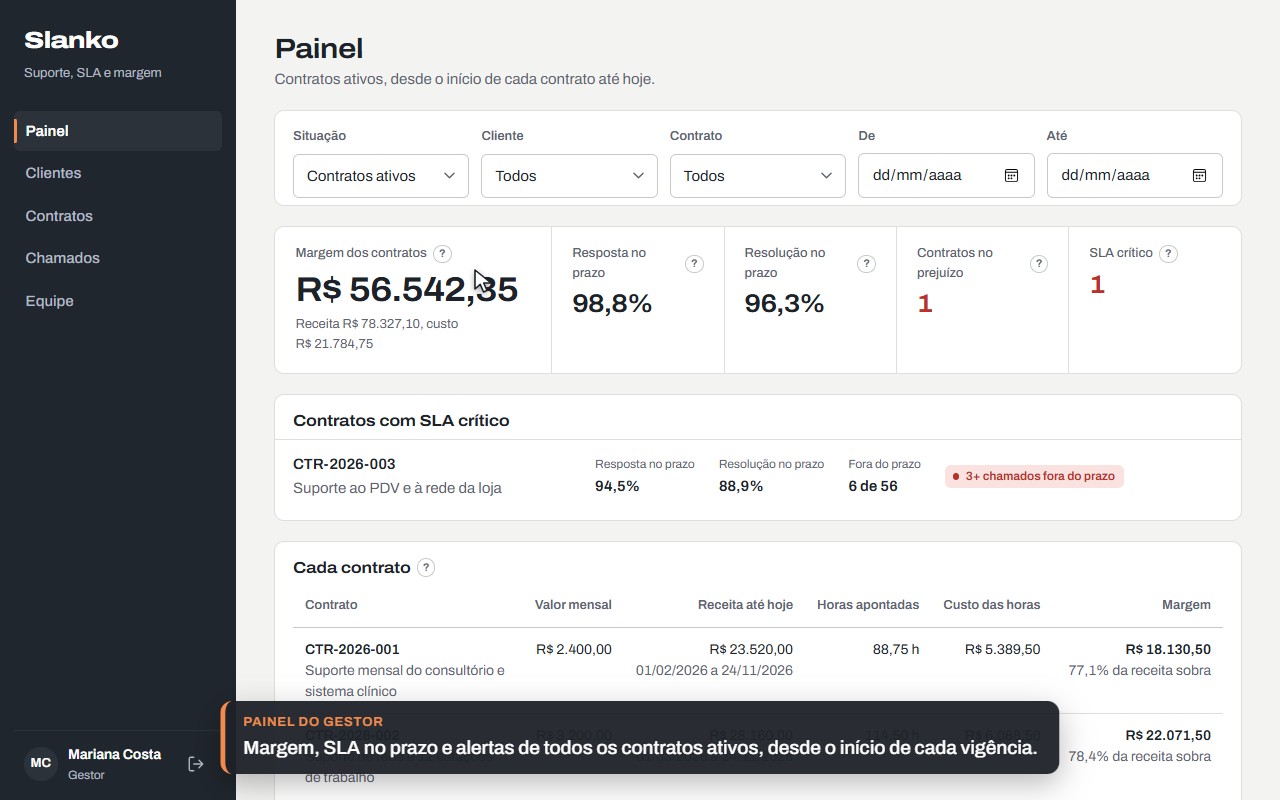 Slanko
Suporte, SLA e margem
Painel
Clientes
Contratos
Chamados
Equipe
MC
Mariana Costa
Gestor
Painel
Contratos ativos, desde o início de cada contrato até hoje.
Situação
Cliente
Contrato
De
Até
Contratos ativos
Todos
Todos
dd/mm/aaaa
dd/mm/aaaa
Margem dos contratos ?
R$ 56.542,35
Receita R$ 78.327,10, custo
R$ 21.784,75
Resposta no
prazo ?
98,8%
Resolução no
prazo ?
96,3%
Contratos no
prejuízo ?
1
SLA crítico ?
1
Contratos com SLA crítico
CTR-2026-003
Suporte ao PDV e à rede da loja
Resposta no prazo
94,5%
Resolução no prazo
88,9%
Fora do prazo
6 de 56
3+ chamados fora do prazo
Cada contrato ?
Contrato Valor mensal Receita até hoje Horas apontadas Custo das horas Margem
CTR-2026-001 R$ 2.400,00 R$ 23.520,00 88,75 h R$ 5.389,50 R$ 18.130,50
Suporte mensal do consultório e 01/02/2026 a 24/11/2026 77,1% da receita sobra
sistema clínico
R$ 22.071,50
78,4% da receita sobra
de trabalho
PAINEL DO GESTOR
Margem, SLA no prazo e alertas de todos os contratos ativos, desde o início de cada vigência.